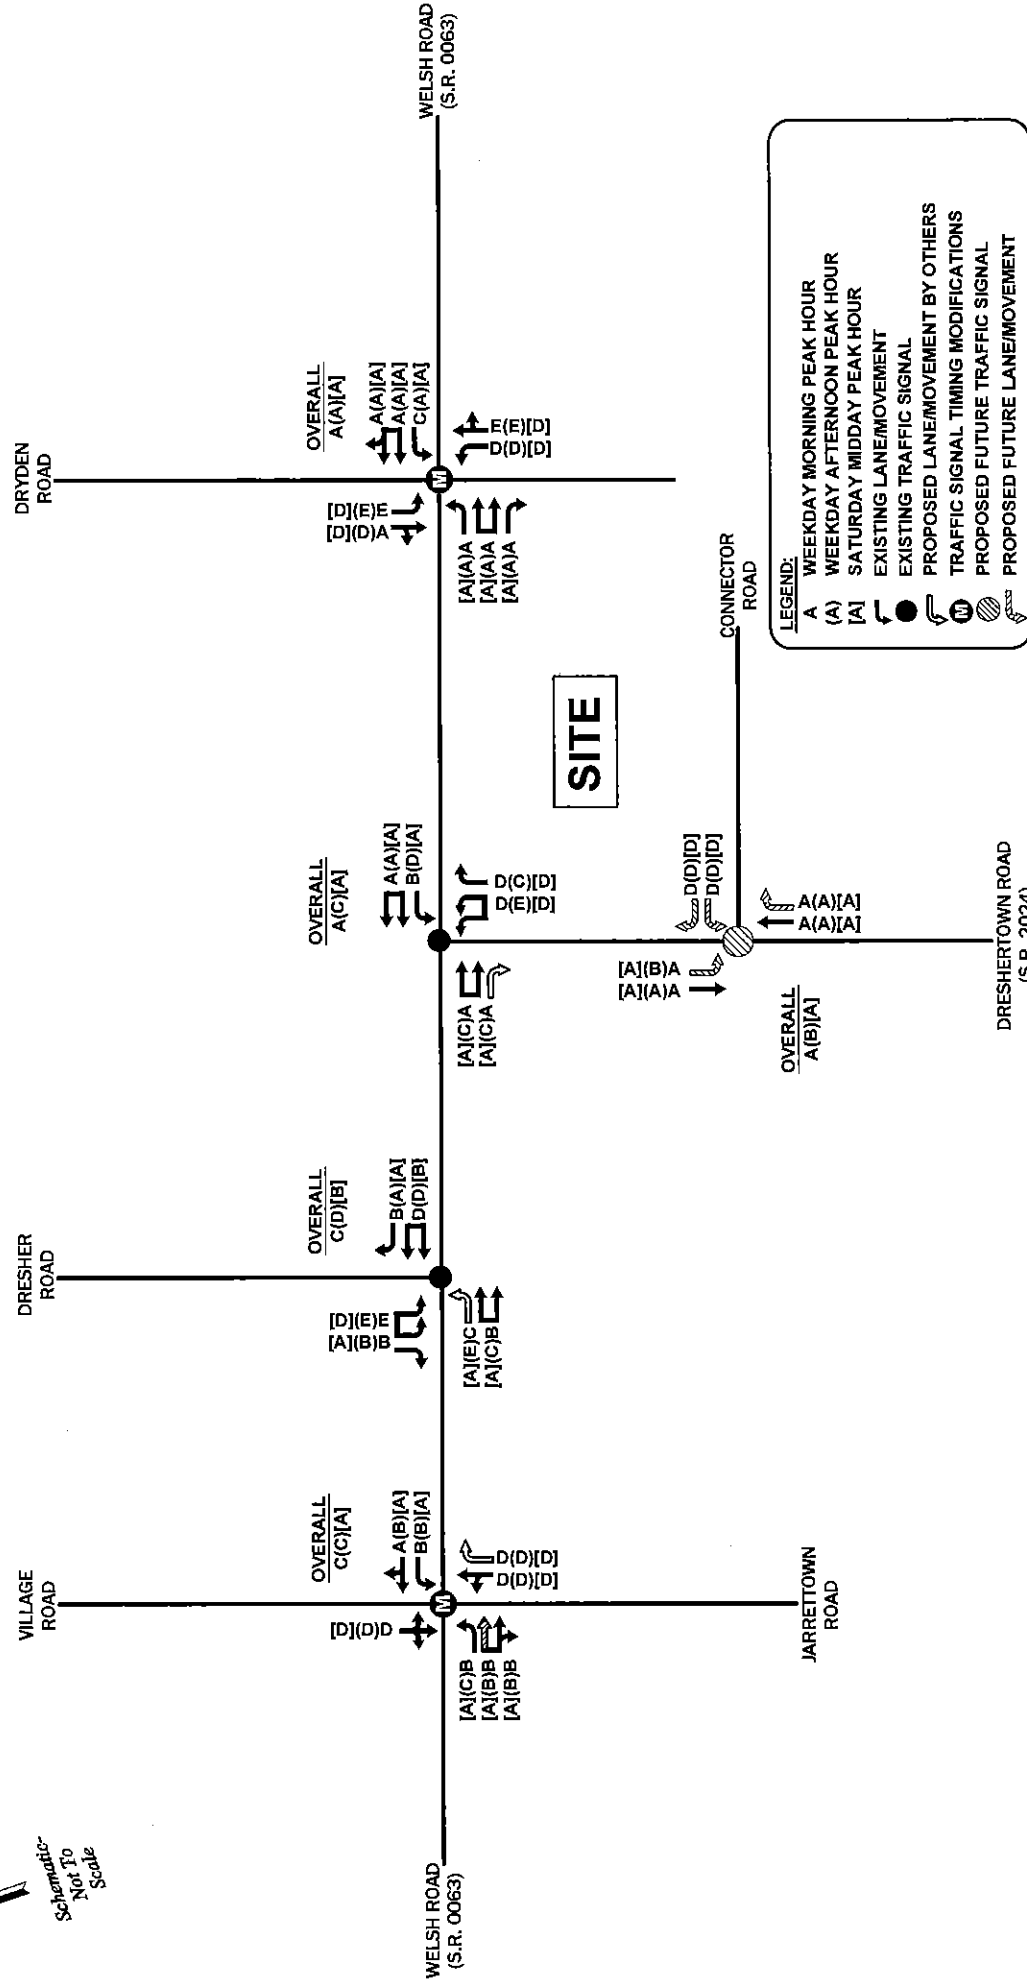 Schematic-
Not To
Scale
WELSH ROAD
(S.R. 0063)
VILLAGE
ROAD
OVERALL
C(C)[A]
A(B)[A]
B(B)[A]
[D](D)D
M
[A](C)B
[A](B)B
[A](B)B
D(D)[D]
D(D)[D]
JARRETTOWN
ROAD
DRESHER
ROAD
OVERALL
C(D)[B]
B(A)[A]
D(D)[B]
[D](E)E
[A](B)B
[A](E)C
[A](C)B
OVERALL
A(C)[A]
A(A)[A]
B(D)[A]
[A](C)A
[A](C)A
D(C)[D]
D(E)[D]
SITE
D(D)[D]
D(D)[D]
[A](B)A
[A](A)A
A(A)[A]
A(A)[A]
OVERALL
A(B)[A]
CONNECTOR
ROAD
DRESHERTOWN ROAD
(S.R. 2024)
DRYDEN
ROAD
OVERALL
A(A)[A]
A(A)[A]
A(A)[A]
C(A)[A]
[D](E)E
[D](D)A
M
[A](A)A
[A](A)A
[A](A)A
E(E)[D]
D(D)[D]
WELSH ROAD
(S.R. 0063)
LEGEND:
A WEEKDAY MORNING PEAK HOUR
(A) WEEKDAY AFTERNOON PEAK HOUR
[A] SATURDAY MIDDAY PEAK HOUR
EXISTING LANE/MOVEMENT
EXISTING TRAFFIC SIGNAL
PROPOSED LANE/MOVEMENT BY OTHERS
M TRAFFIC SIGNAL TIMING MODIFICATIONS
PROPOSED FUTURE TRAFFIC SIGNAL
PROPOSED FUTURE LANE/MOVEMENT